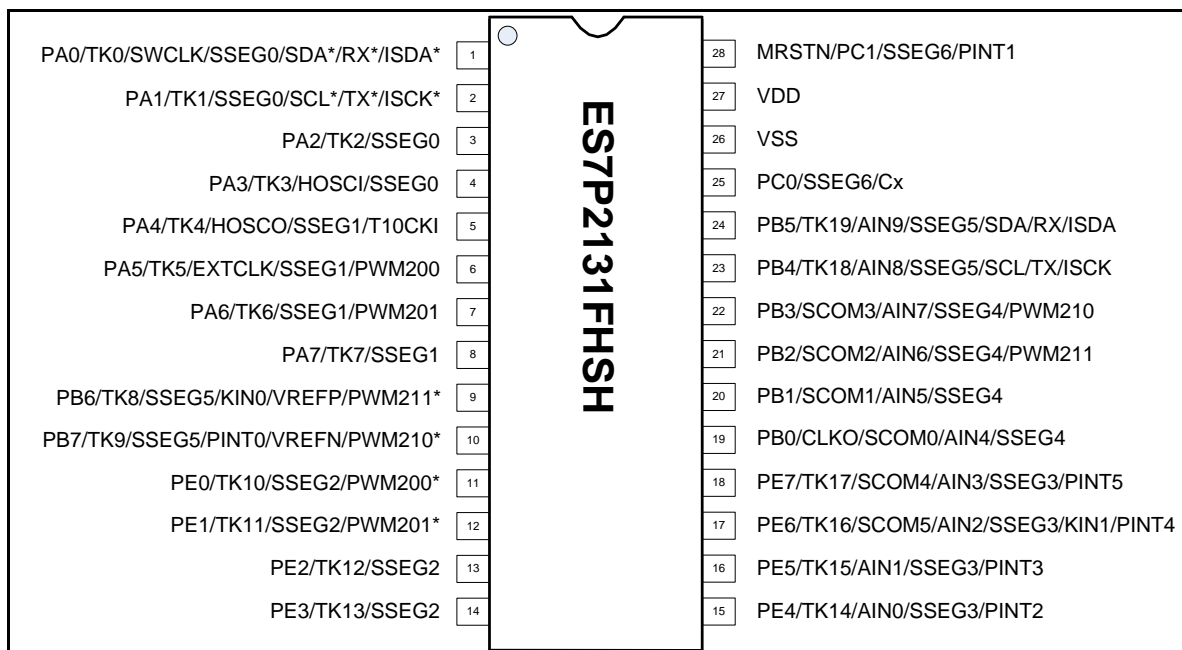 PA0/TK0/SWCLK/SSEG0/SDA*/RX*/ISDA* 1
PA1/TK1/SSEG0/SCL*/TX*/ISCK* 2
PA2/TK2/SSEG0 3
PA3/TK3/HOSCI/SSEG0 4
PA4/TK4/HOSCO/SSEG1/T10CKI 5
PA5/TK5/EXTCLK/SSEG1/PWM200 6
PA6/TK6/SSEG1/PWM201 7
PA7/TK7/SSEG1 8
PB6/TK8/SSEG5/KIN0/VREFP/PWM211* 9
PB7/TK9/SSEG5/PINT0/VREFN/PWM210* 10
PE0/TK10/SSEG2/PWM200* 11
PE1/TK11/SSEG2/PWM201* 12
PE2/TK12/SSEG2 13
PE3/TK13/SSEG2 14
ES7P2131FHSH
28 MRSTN/PC1/SSEG6/PINT1
27 VDD
26 VSS
25 PC0/SSEG6/Cx
24 PB5/TK19/AIN9/SSEG5/SDA/RX/ISDA
23 PB4/TK18/AIN8/SSEG5/SCL/TX/ISCK
22 PB3/SCOM3/AIN7/SSEG4/PWM210
21 PB2/SCOM2/AIN6/SSEG4/PWM211
20 PB1/SCOM1/AIN5/SSEG4
19 PB0/CLKO/SCOM0/AIN4/SSEG4
18 PE7/TK17/SCOM4/AIN3/SSEG3/PINT5
17 PE6/TK16/SCOM5/AIN2/SSEG3/KIN1/PINT4
16 PE5/TK15/AIN1/SSEG3/PINT3
15 PE4/TK14/AIN0/SSEG3/PINT2